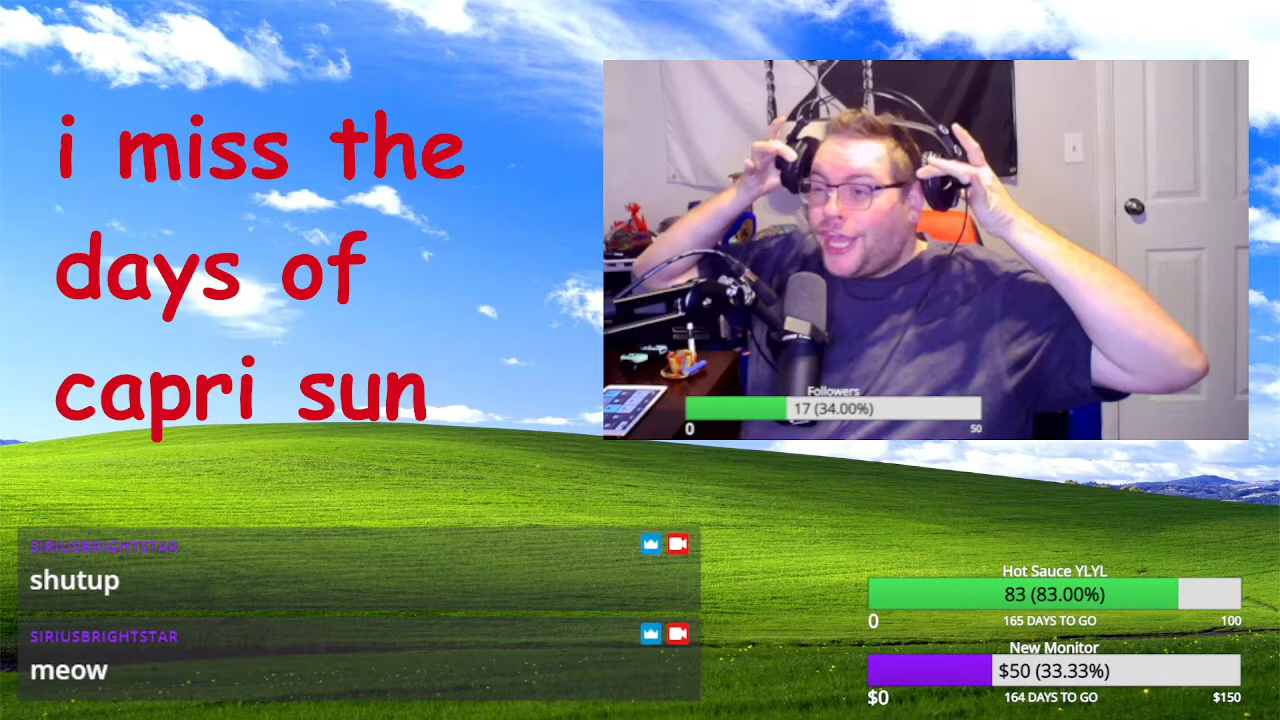 i miss the
days of
capri sun
Followers
17 (34.00%)
0
50
SIRIUSBRIGHTSTAR
shutup
SIRIUSBRIGHTSTAR
meow
Hot Sauce YLYL
83 (83.00%)
0
165 DAYS TO GO
100
New Monitor
$50 (33.33%)
$0
164 DAYS TO GO
$150